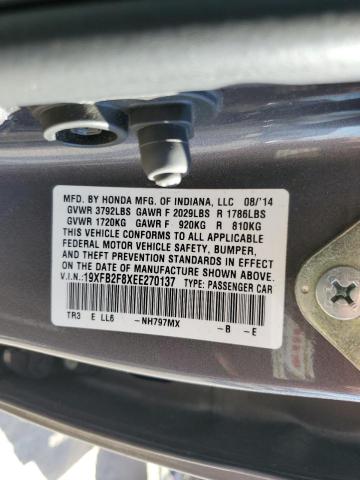 MFD. BY HONDA MFG. OF INDIANA, LLC 08/'14
GVWR 3792LBS GAWR F 2029LBS R 1786LBS
GVWR 1720KG GAWR F 920KG R 810KG
THIS VEHICLE CONFORMS TO ALL APPLICABLE
FEDERAL MOTOR VEHICLE SAFETY, BUMPER,
AND THEFT PREVENTION STANDARDS IN EFFECT
ON THE DATE OF MANUFACTURE SHOWN ABOVE.
V.I.N.:19XFB2F8XEE270137 TYPE: PASSENGER CAR
TR3 E LL6 -NH797MX -B -E